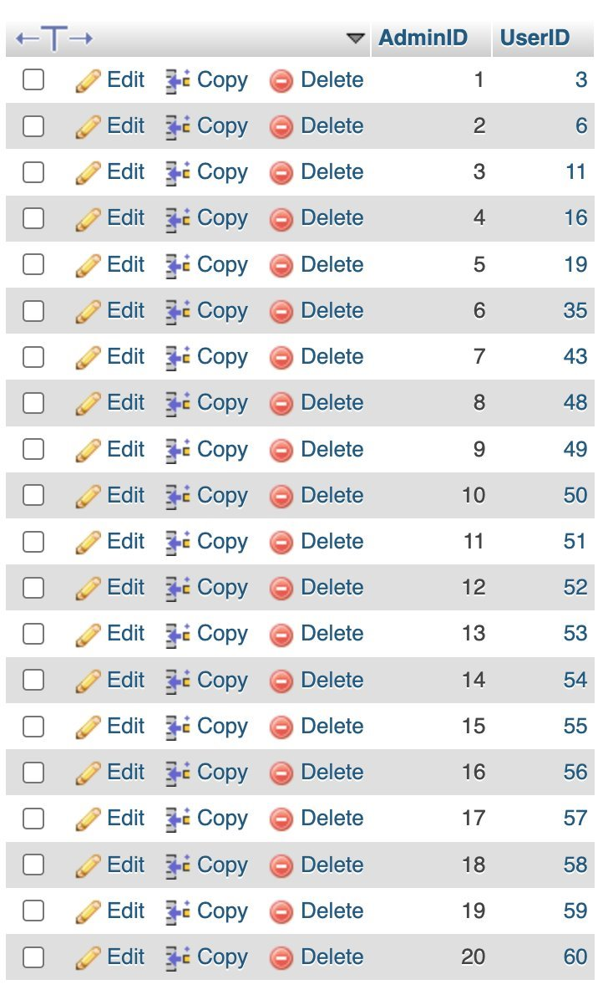 ←T→ AdminID UserID
Edit Copy Delete 1 3
Edit Copy Delete 2 6
Edit Copy Delete 3 11
Edit Copy Delete 4 16
Edit Copy Delete 5 19
Edit Copy Delete 6 35
Edit Copy Delete 7 43
Edit Copy Delete 8 48
Edit Copy Delete 9 49
Edit Copy Delete 10 50
Edit Copy Delete 11 51
Edit Copy Delete 12 52
Edit Copy Delete 13 53
Edit Copy Delete 14 54
Edit Copy Delete 15 55
Edit Copy Delete 16 56
Edit Copy Delete 17 57
Edit Copy Delete 18 58
Edit Copy Delete 19 59
Edit Copy Delete 20 60